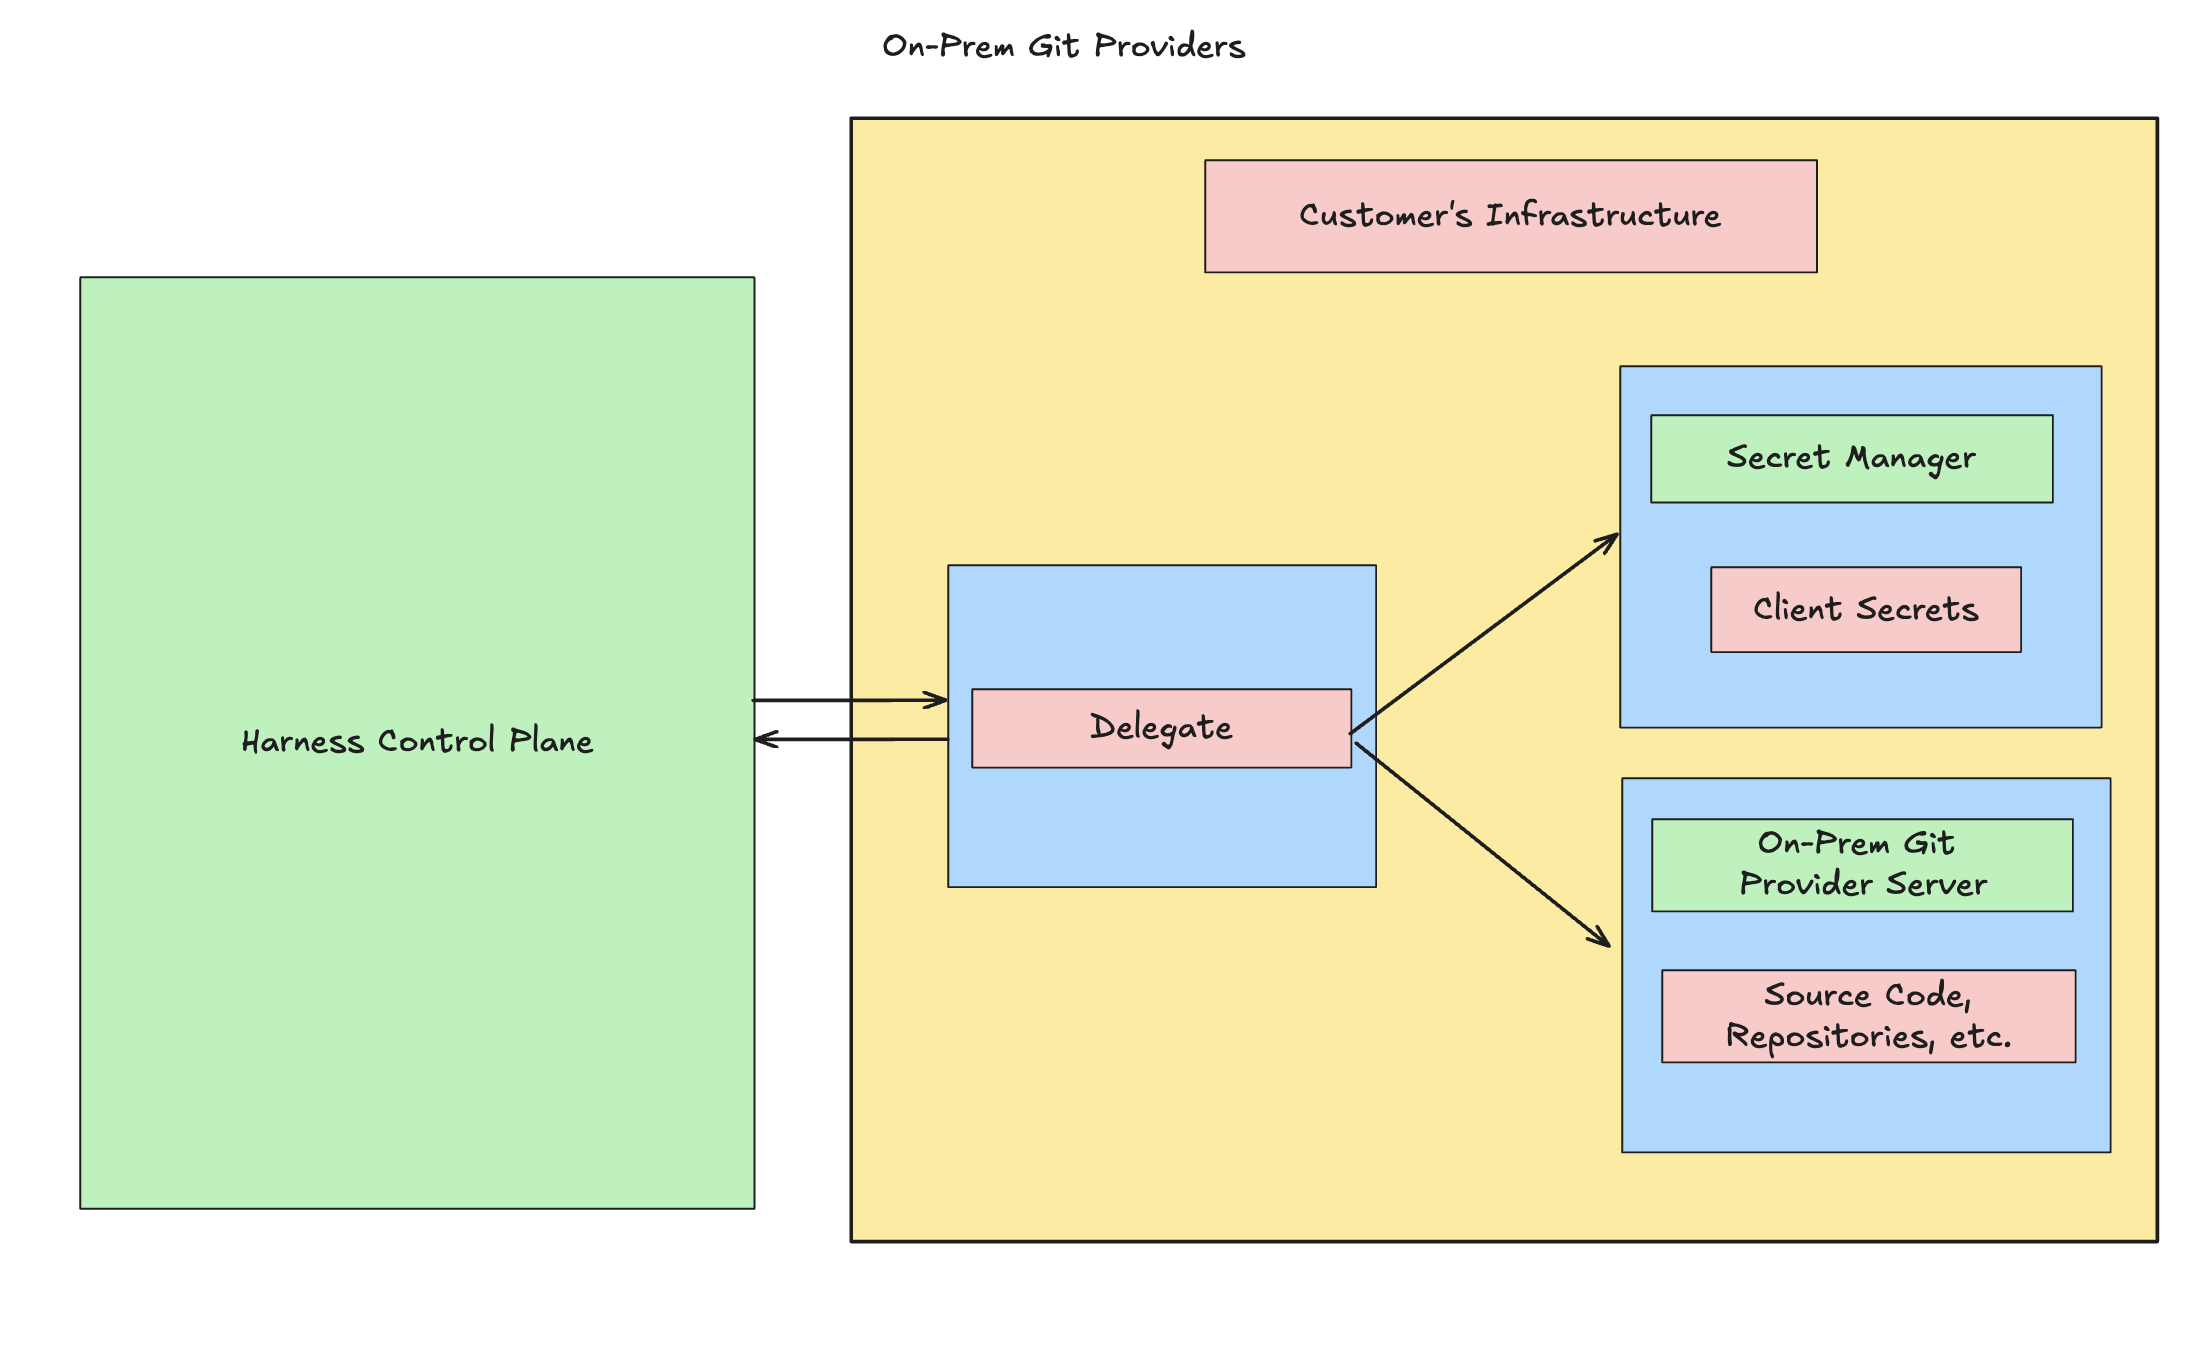 On-Prem Git Providers
Customer's Infrastructure
Secret Manager
Client Secrets
Delegate
Harness Control Plane
On-Prem Git
Provider Server
Source Code,
Repositories, etc.